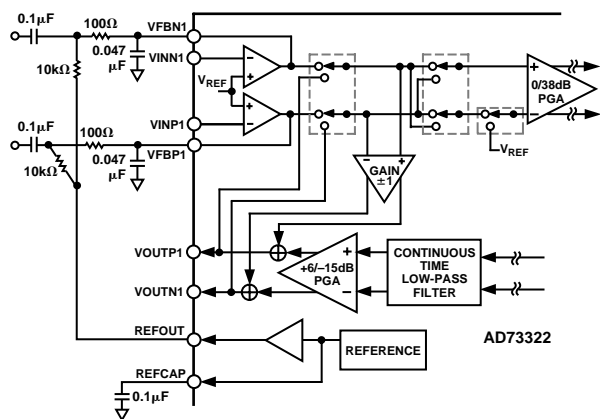 0.1μF
100Ω
VFBN1
0.047
μF
VINN1
10kΩ
VREF
0/38dB
PGA
VINP1
100Ω
0.1μF
VFBP1
10kΩ
0.047
μF
VREF
GAIN
±1
VOUTP1
+6/–15dB
PGA
CONTINUOUS
TIME
LOW-PASS
FILTER
VOUTN1
AD73322
REFOUT
REFERENCE
REFCAP
0.1μF